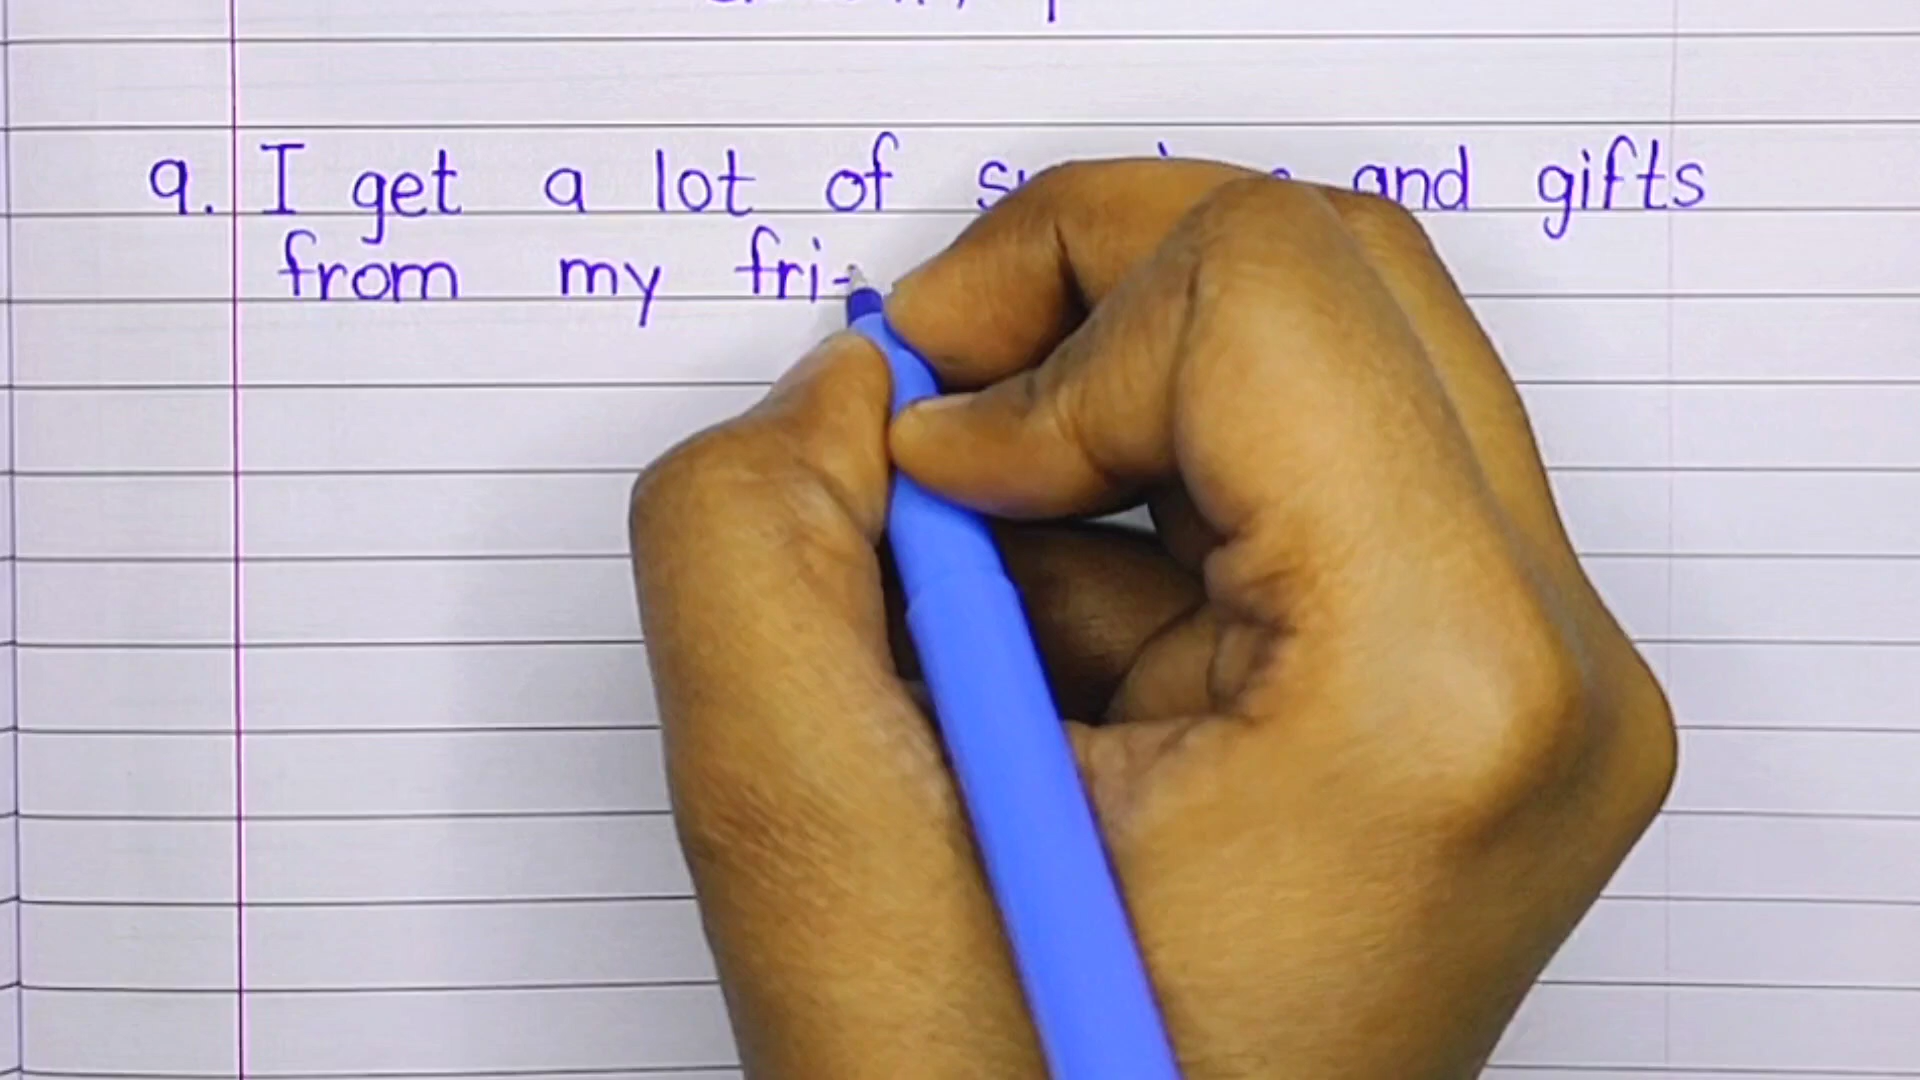 9. I get a lot of and gifts
from my fri